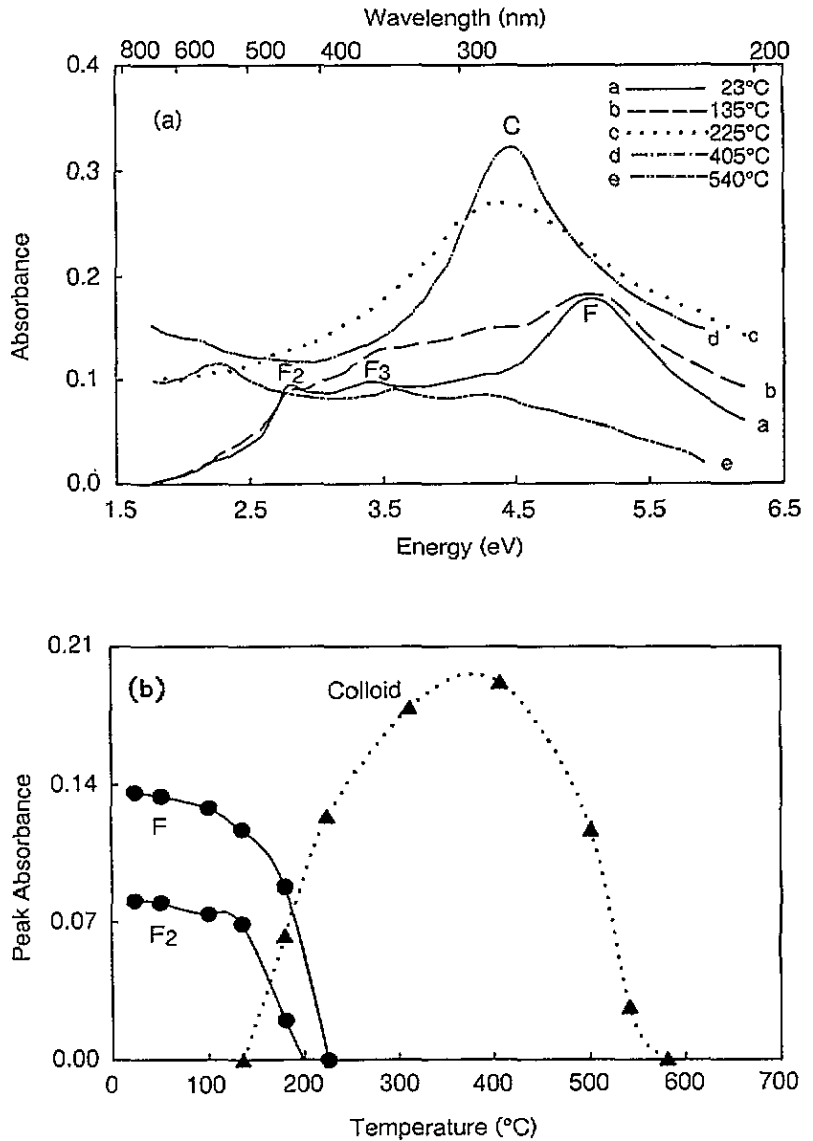 Wavelength (nm)
800 600 500 400 300 200
0.4
(a)
C
a 23°C
b 135°C
c 225°C
d 405°C
e 540°C
0.3
Absorbance
0.2
F
d c
F2 F3
b
0.1
a
e
0.0
1.5 2.5 3.5 4.5 5.5 6.5
Energy (eV)
0.21
(b)
Colloid
0.14
Peak Absorbance
F
0.07
F2
0.00
0 100 200 300 400 500 600 700
Temperature (°C)